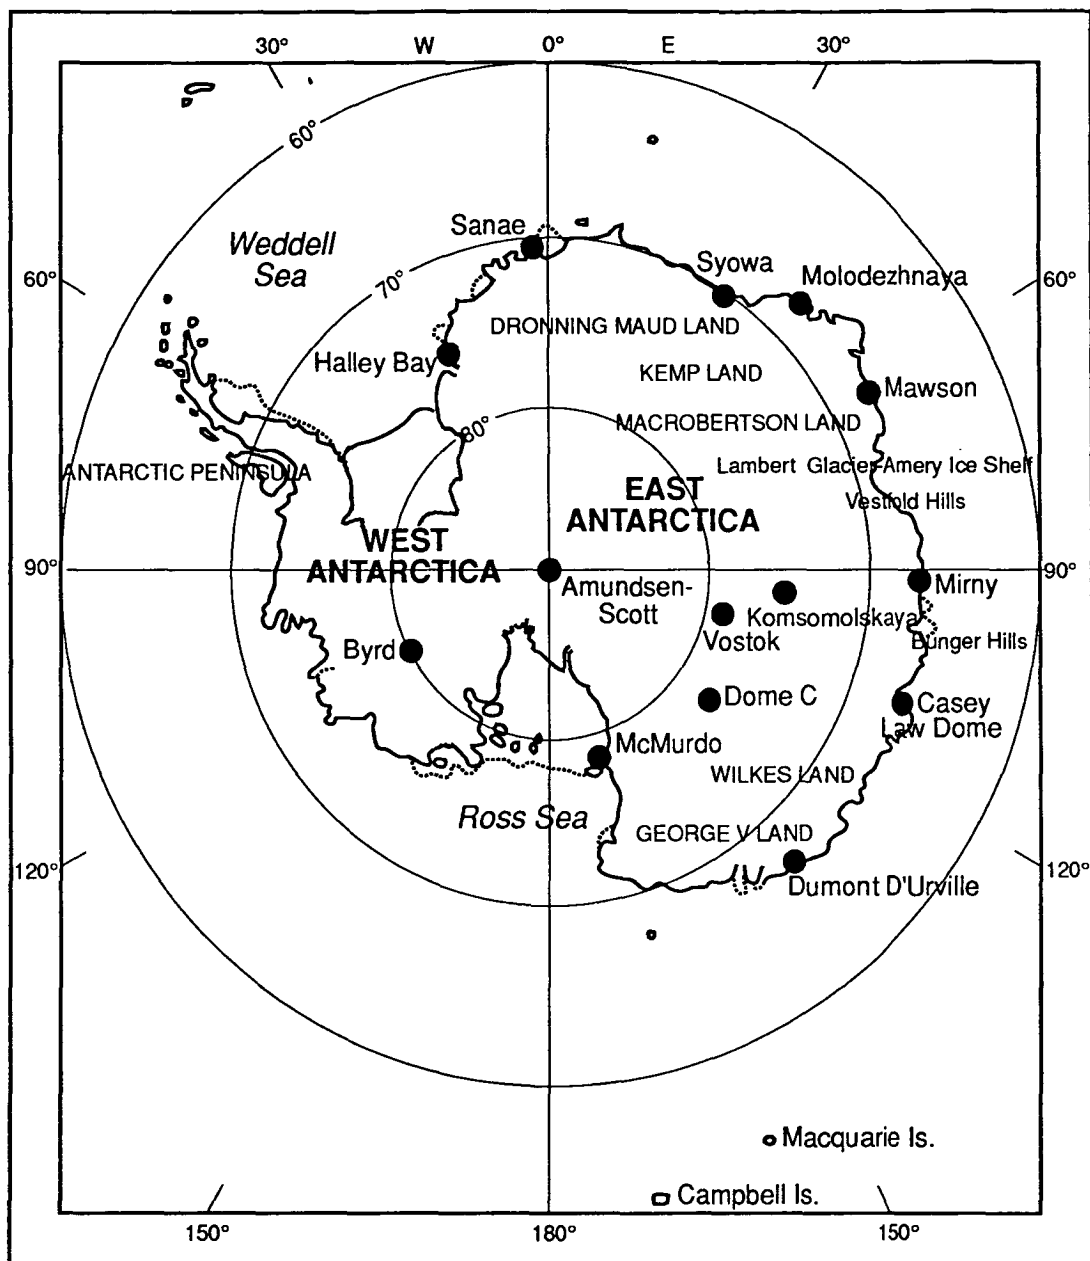 30° W 0° E 30°
60°
Weddell
Sea
Sanae
Syowa
Molodezhnaya
60° 60°
70°
DRONNING MAUD LAND
Halley Bay
KEMP LAND
Mawson
80°
MACROBERTSON LAND
ANTARCTIC PENINSULA
Lambert Glacier-Amery Ice Shelf
EAST
ANTARCTICA
Vestfold Hills
WEST
ANTARCTICA
90° 90°
Amundsen-
Scott
Mirny
Komsomolskaya
Vostok
Bunger Hills
Byrd
Dome C
Casey
Law Dome
McMurdo
WILKES LAND
Ross Sea
GEORGE V LAND
120° 120°
Dumont D'Urville
Macquarie Is.
Campbell Is.
150° 180° 150°